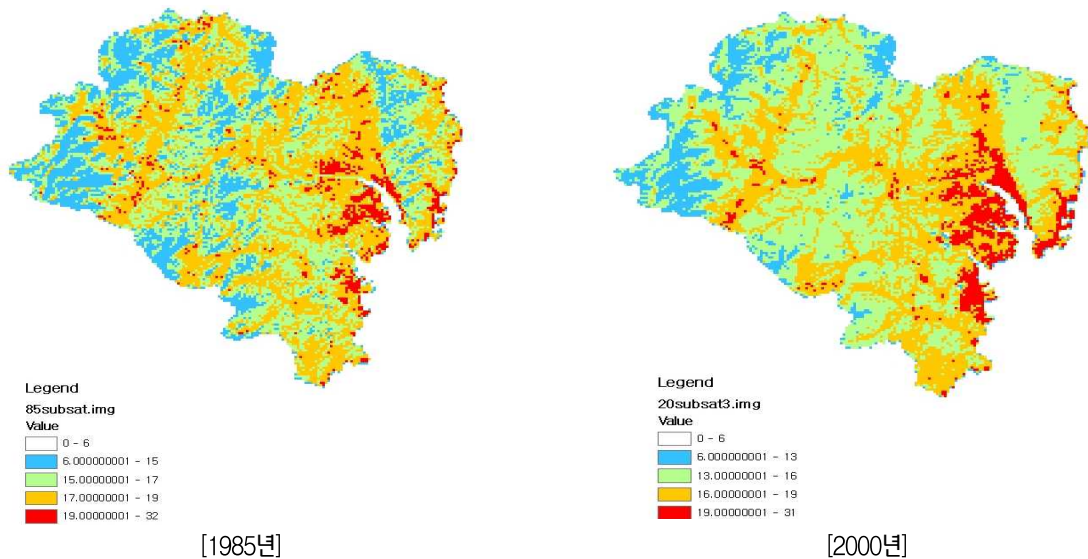 Legend
85subsat.img
Value
0 - 6
6.000000001 - 15
15.00000001 - 17
17.00000001 - 19
19.00000001 - 32
[1985년]
Legend
20subsat3.img
Value
0 - 6
6.000000001 - 13
13.00000001 - 16
16.00000001 - 19
19.00000001 - 31
[2000년]